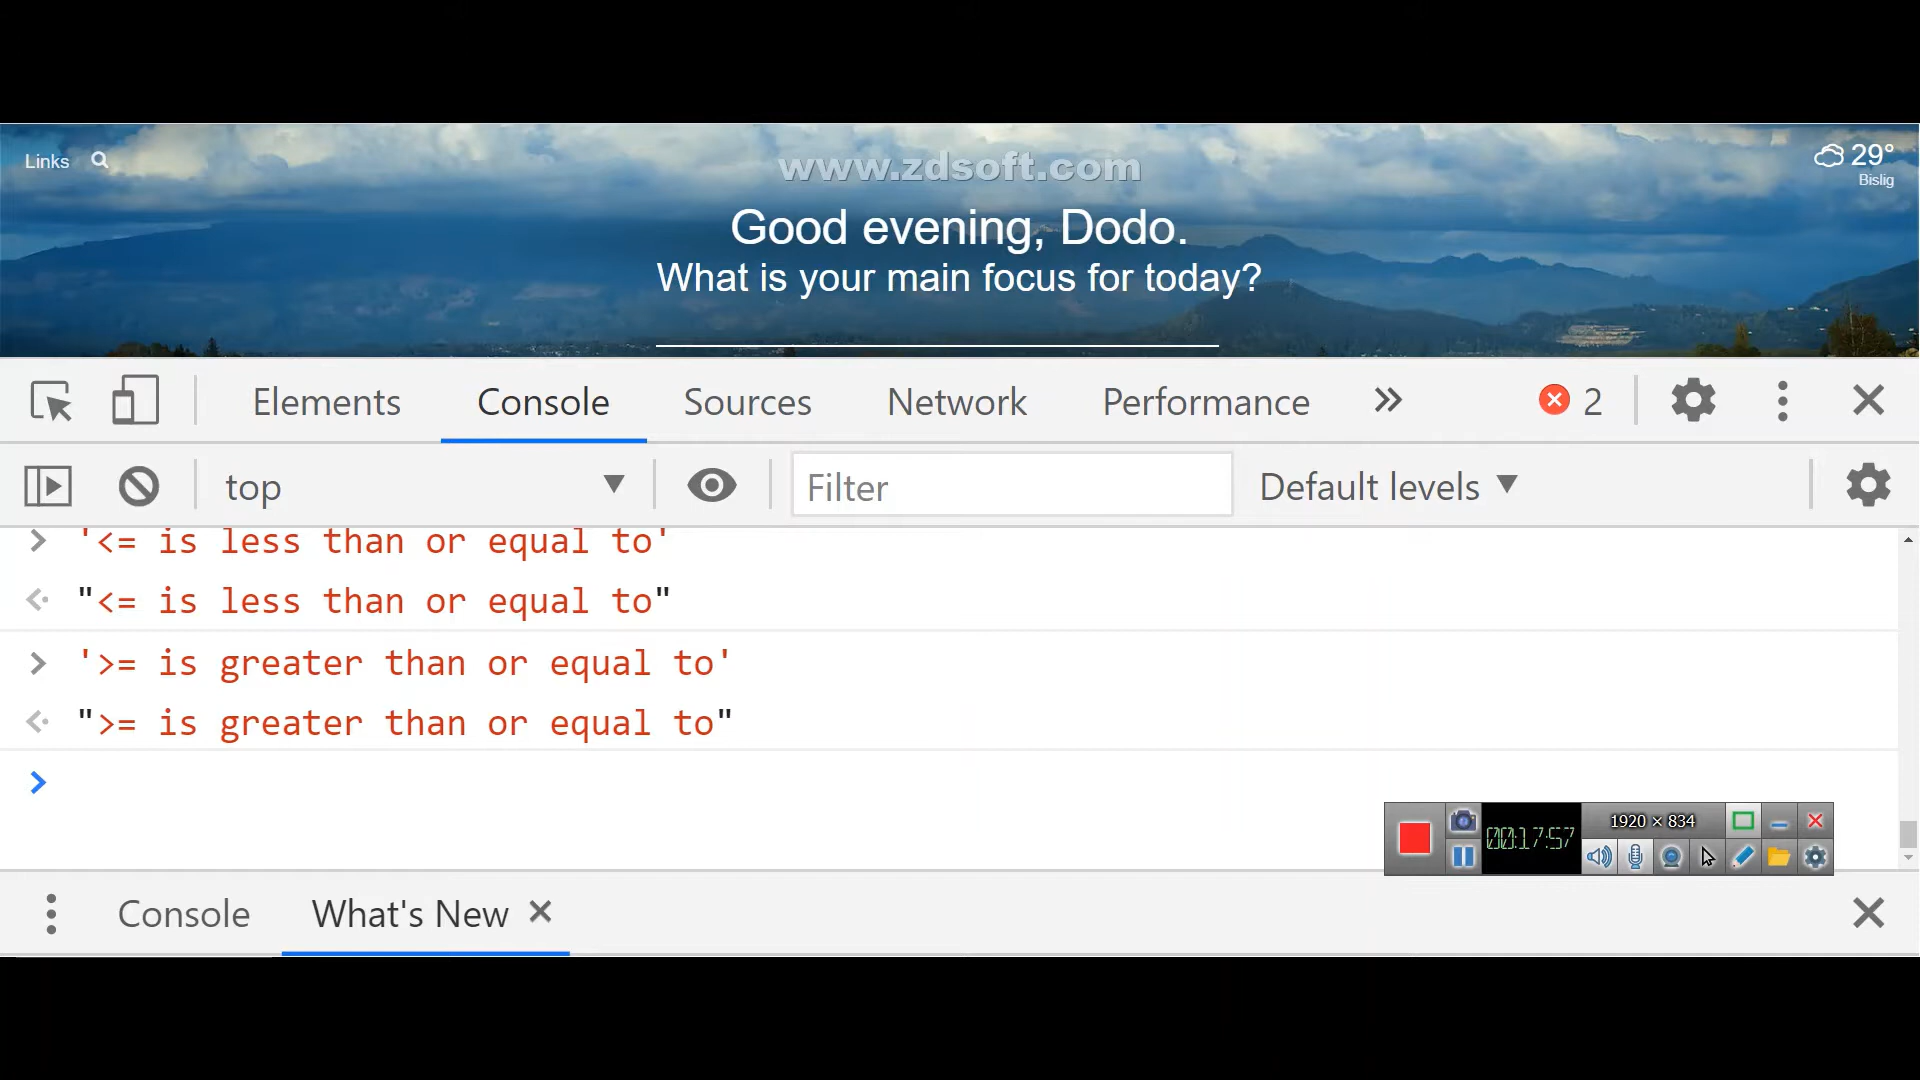 www.zdsoft.com
Links
29°
Bislig
Good evening, Dodo.
What is your main focus for today?
Elements Console Sources Network Performance 2
top Filter Default levels
'<= is less than or equal to'
"<= is less than or equal to"
'>= is greater than or equal to'
">= is greater than or equal to"
1920 × 834
00:17:57
Console What's New